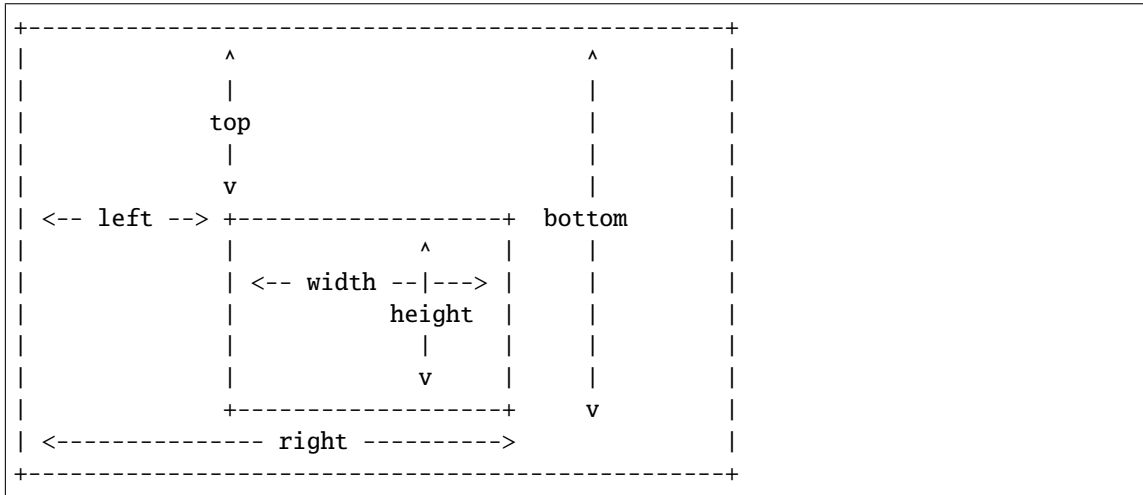 +---------------------------------------------------+
|               ^                         ^         |
|               |                         |         |
|              top                        |         |
|               |                         |         |
|               v                         |         |
| <-- left --> +-------------------+  bottom        |
|               |             ^     |     |         |
|               | <-- width --|---> |     |         |
|               |           height  |     |         |
|               |             |     |     |         |
|               |             v     |     |         |
|               +-------------------+     v         |
| <--------------- right ---------->                |
+---------------------------------------------------+